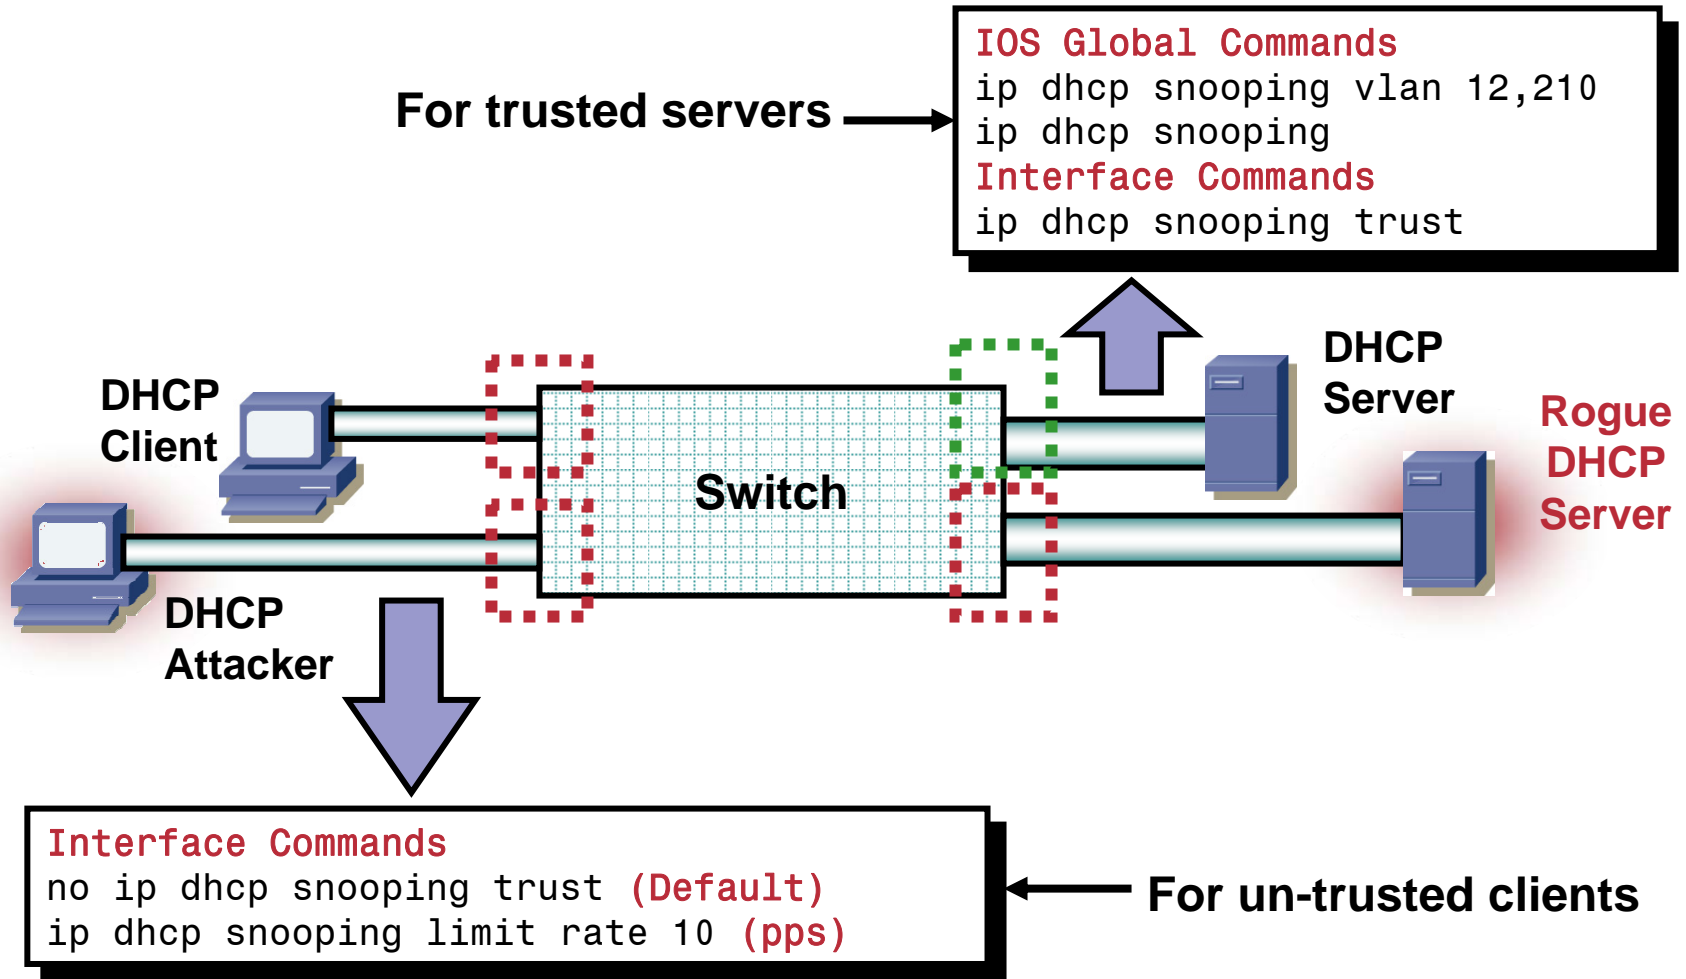 IOS Global Commands
ip dhcp snooping vlan 12,210
ip dhcp snooping
Interface Commands
ip dhcp snooping trust
For trusted servers
DHCP
Server
Rogue
DHCP
Server
DHCP
Client
Switch
DHCP
Attacker
Interface Commands
no ip dhcp snooping trust (Default)
ip dhcp snooping limit rate 10 (pps)
For un-trusted clients